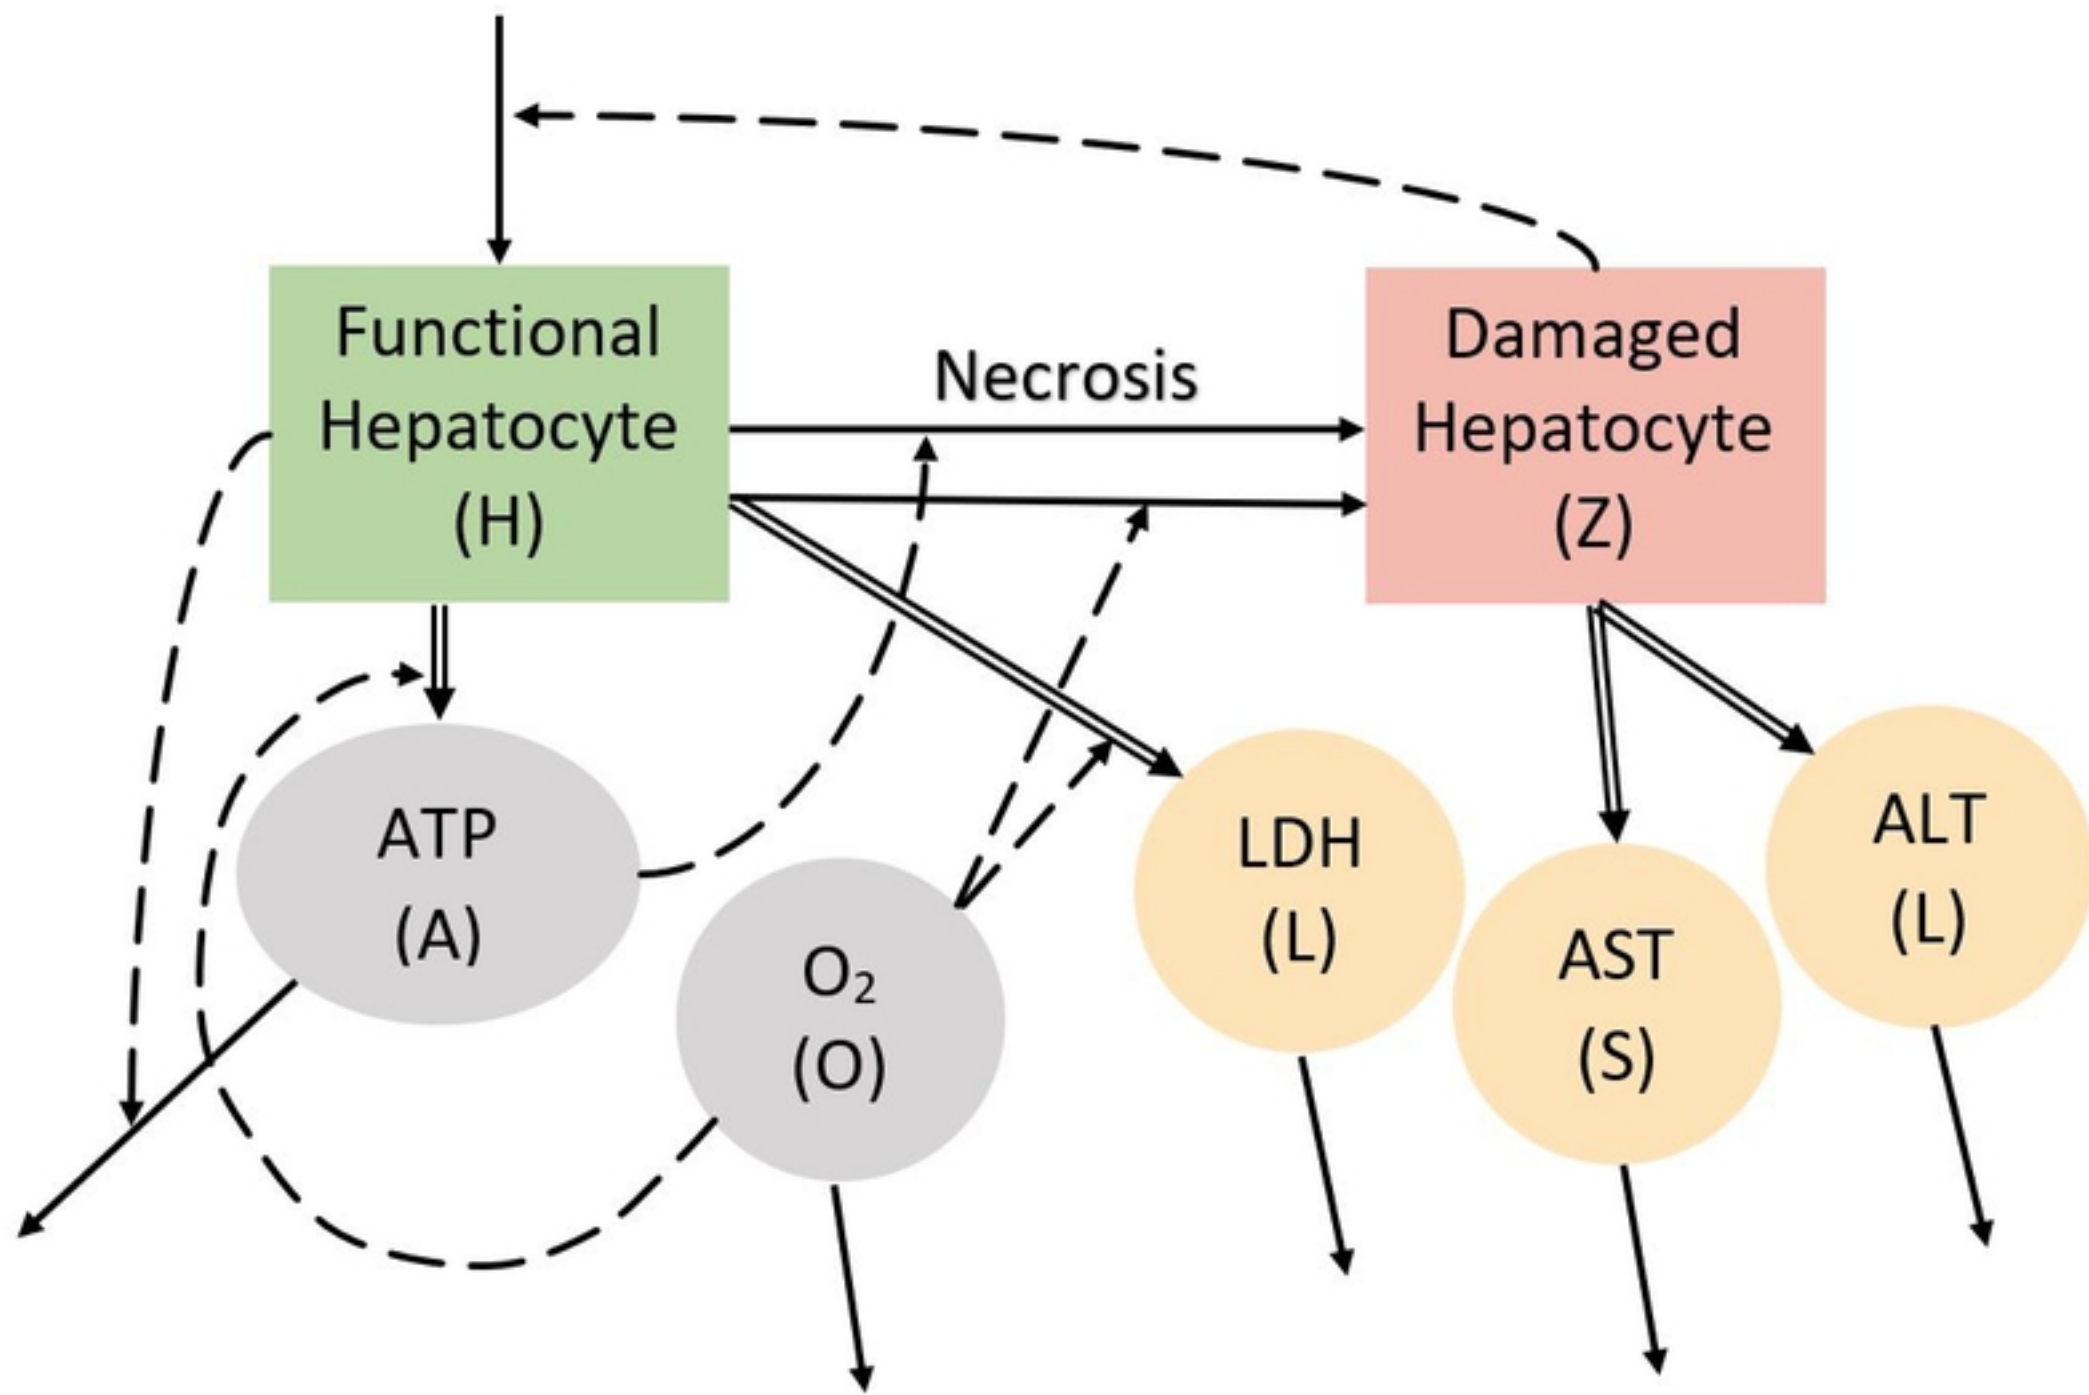 Functional
Hepatocyte
(H)
Necrosis
Damaged
Hepatocyte
(Z)
ATP
(A)
O₂
(O)
LDH
(L)
AST
(S)
ALT
(L)